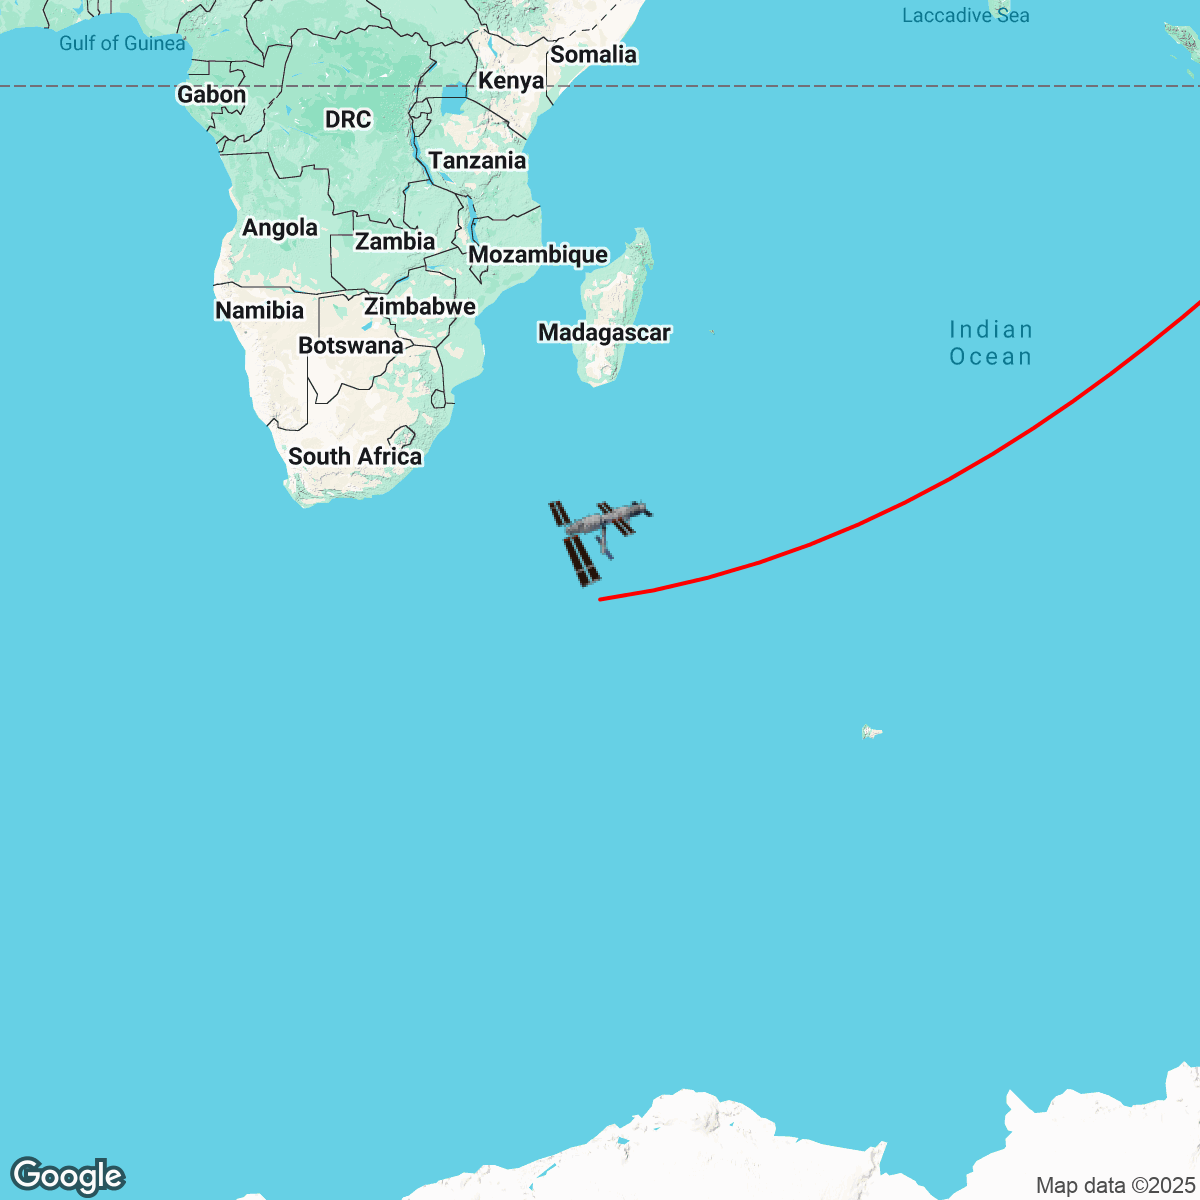 Laccadive Sea
Gulf of Guinea
Somalia
Kenya
Gabon
DRC
Tanzania
Angola
Zambia
Mozambique
Namibia
Zimbabwe
Madagascar
Botswana
Indian
Ocean
South Africa
Google
Map data ©2025